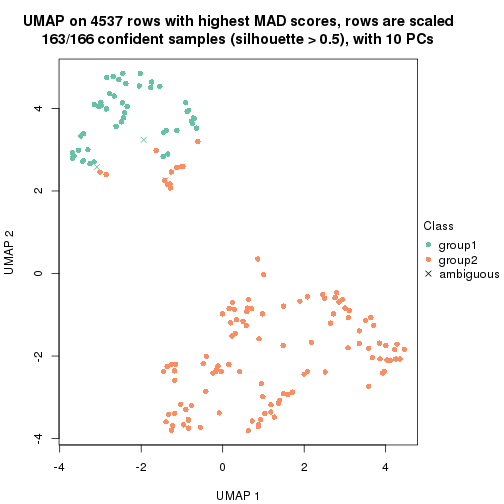 UMAP on 4537 rows with highest MAD scores, rows are scaled
163/166 confident samples (silhouette > 0.5), with 10 PCs
4
2
0
-2
-4
UMAP 2
-4
-2
0
2
4
UMAP 1
Class
group1
group2
ambiguous